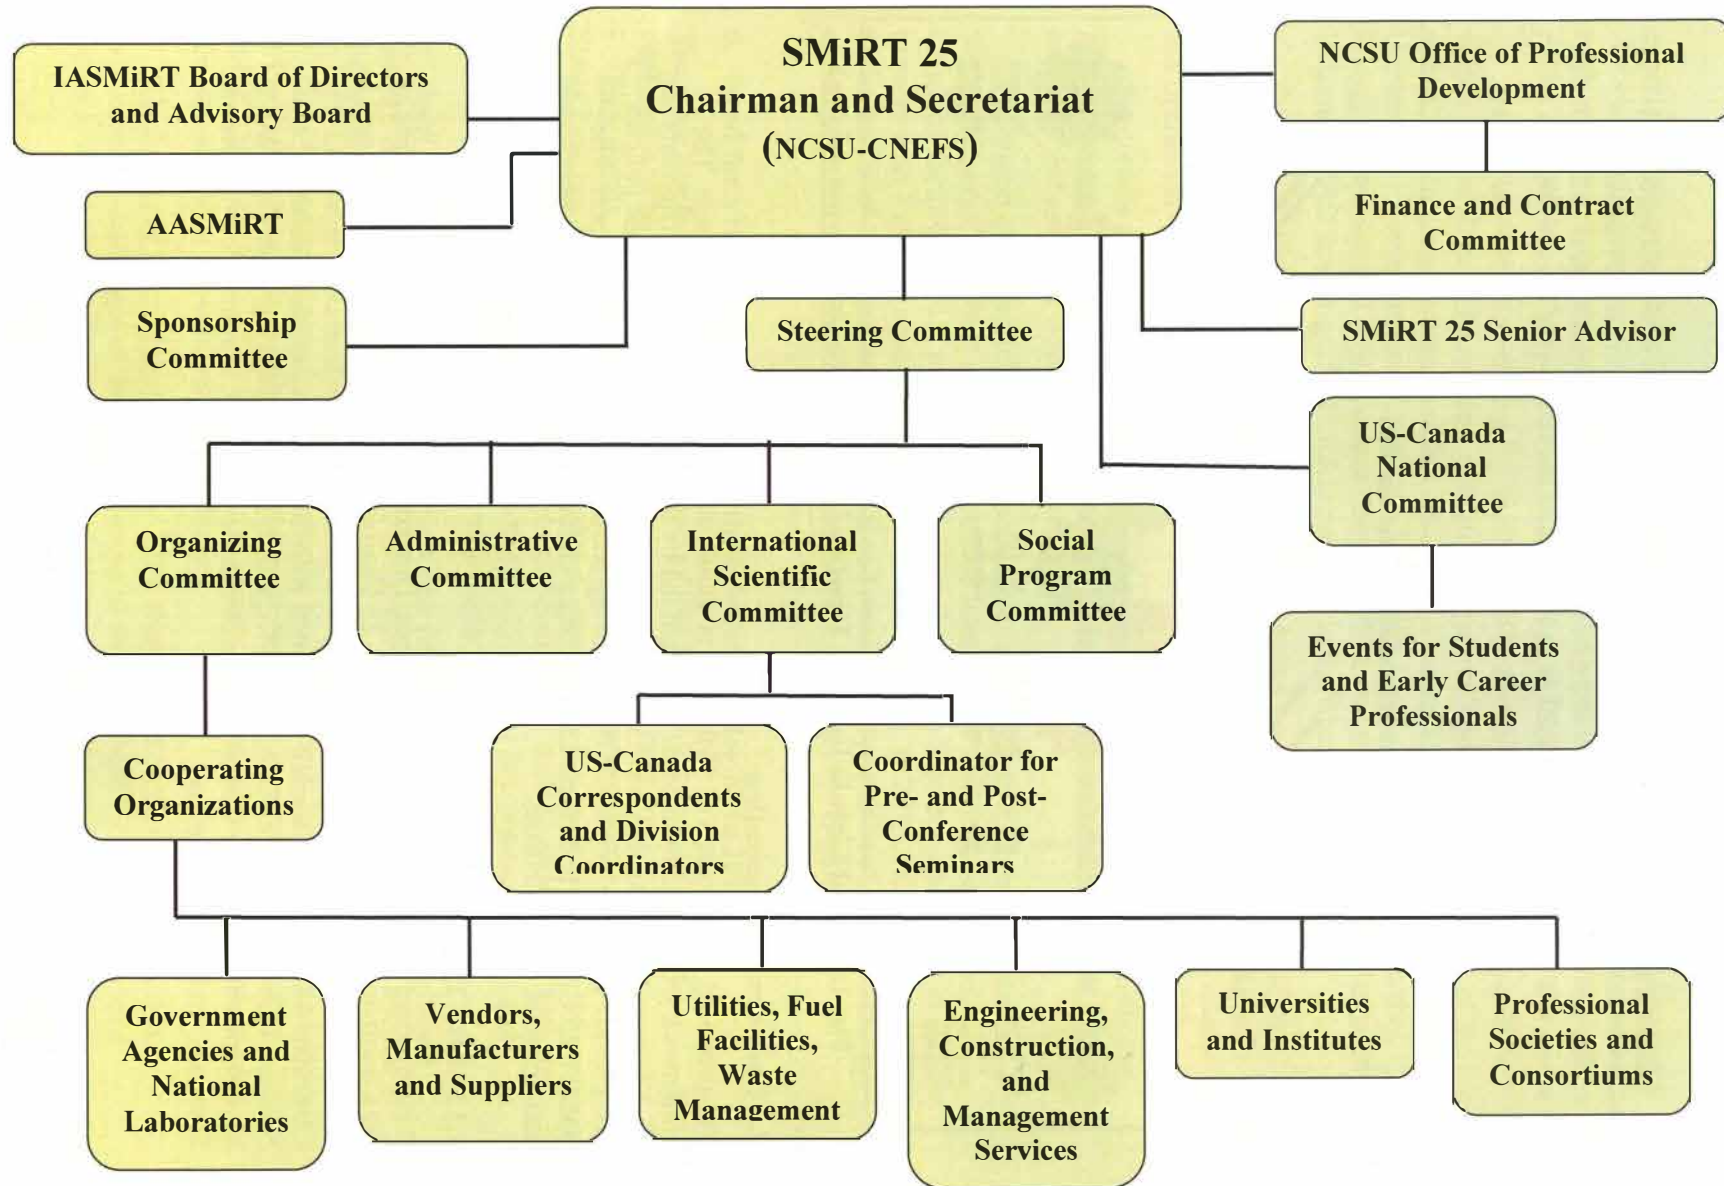 SMiRT 25
Chairman and Secretariat
(NCSU-CNEFS)
IASMiRT Board of Directors
and Advisory Board
NCSU Office of Professional
Development
AASMiRT
Finance and Contract
Committee
Sponsorship
Committee
Steering Committee
SMiRT 25 Senior Advisor
US-Canada
National
Committee
Organizing
Committee
Administrative
Committee
International
Scientific
Committee
Social
Program
Committee
Events for Students
and Early Career
Professionals
Cooperating
Organizations
US-Canada
Correspondents
and Division
Coordinators
Coordinator for
Pre- and Post-
Conference
Seminars
Government
Agencies and
National
Laboratories
Vendors,
Manufacturers
and Suppliers
Utilities, Fuel
Facilities,
Waste
Management
Engineering,
Construction,
and
Management
Services
Universities
and Institutes
Professional
Societies and
Consortiums